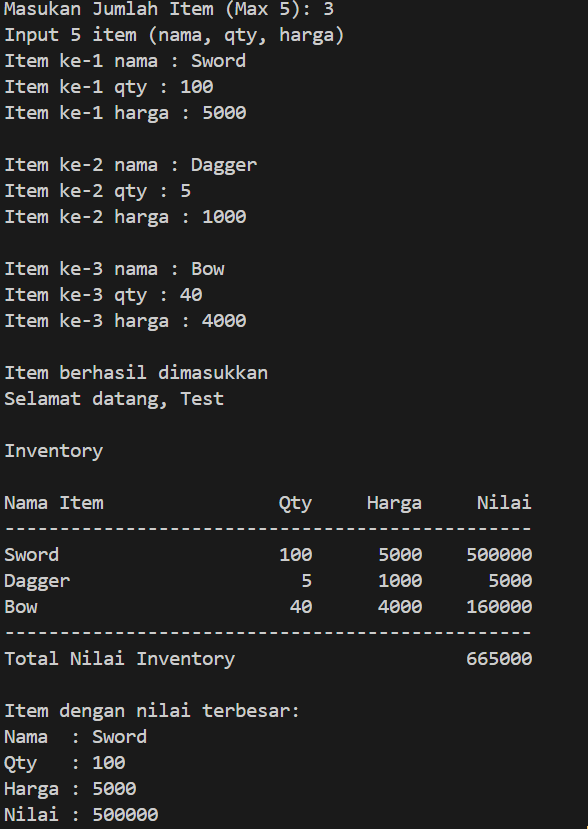 Masukan Jumlah Item (Max 5): 3
Input 5 item (nama, qty, harga)
Item ke-1 nama : Sword
Item ke-1 qty : 100
Item ke-1 harga : 5000
Item ke-2 nama : Dagger
Item ke-2 qty : 5
Item ke-2 harga : 1000
Item ke-3 nama : Bow
Item ke-3 qty : 40
Item ke-3 harga : 4000
Item berhasil dimasukkan
Selamat datang, Test
Inventory
Nama Item                Qty     Harga     Nilai
------------------------------------------------
Sword                    100      5000    500000
Dagger                     5      1000      5000
Bow                       40      4000    160000
------------------------------------------------
Total Nilai Inventory                     665000
Item dengan nilai terbesar:
Nama  : Sword
Qty   : 100
Harga : 5000
Nilai : 500000